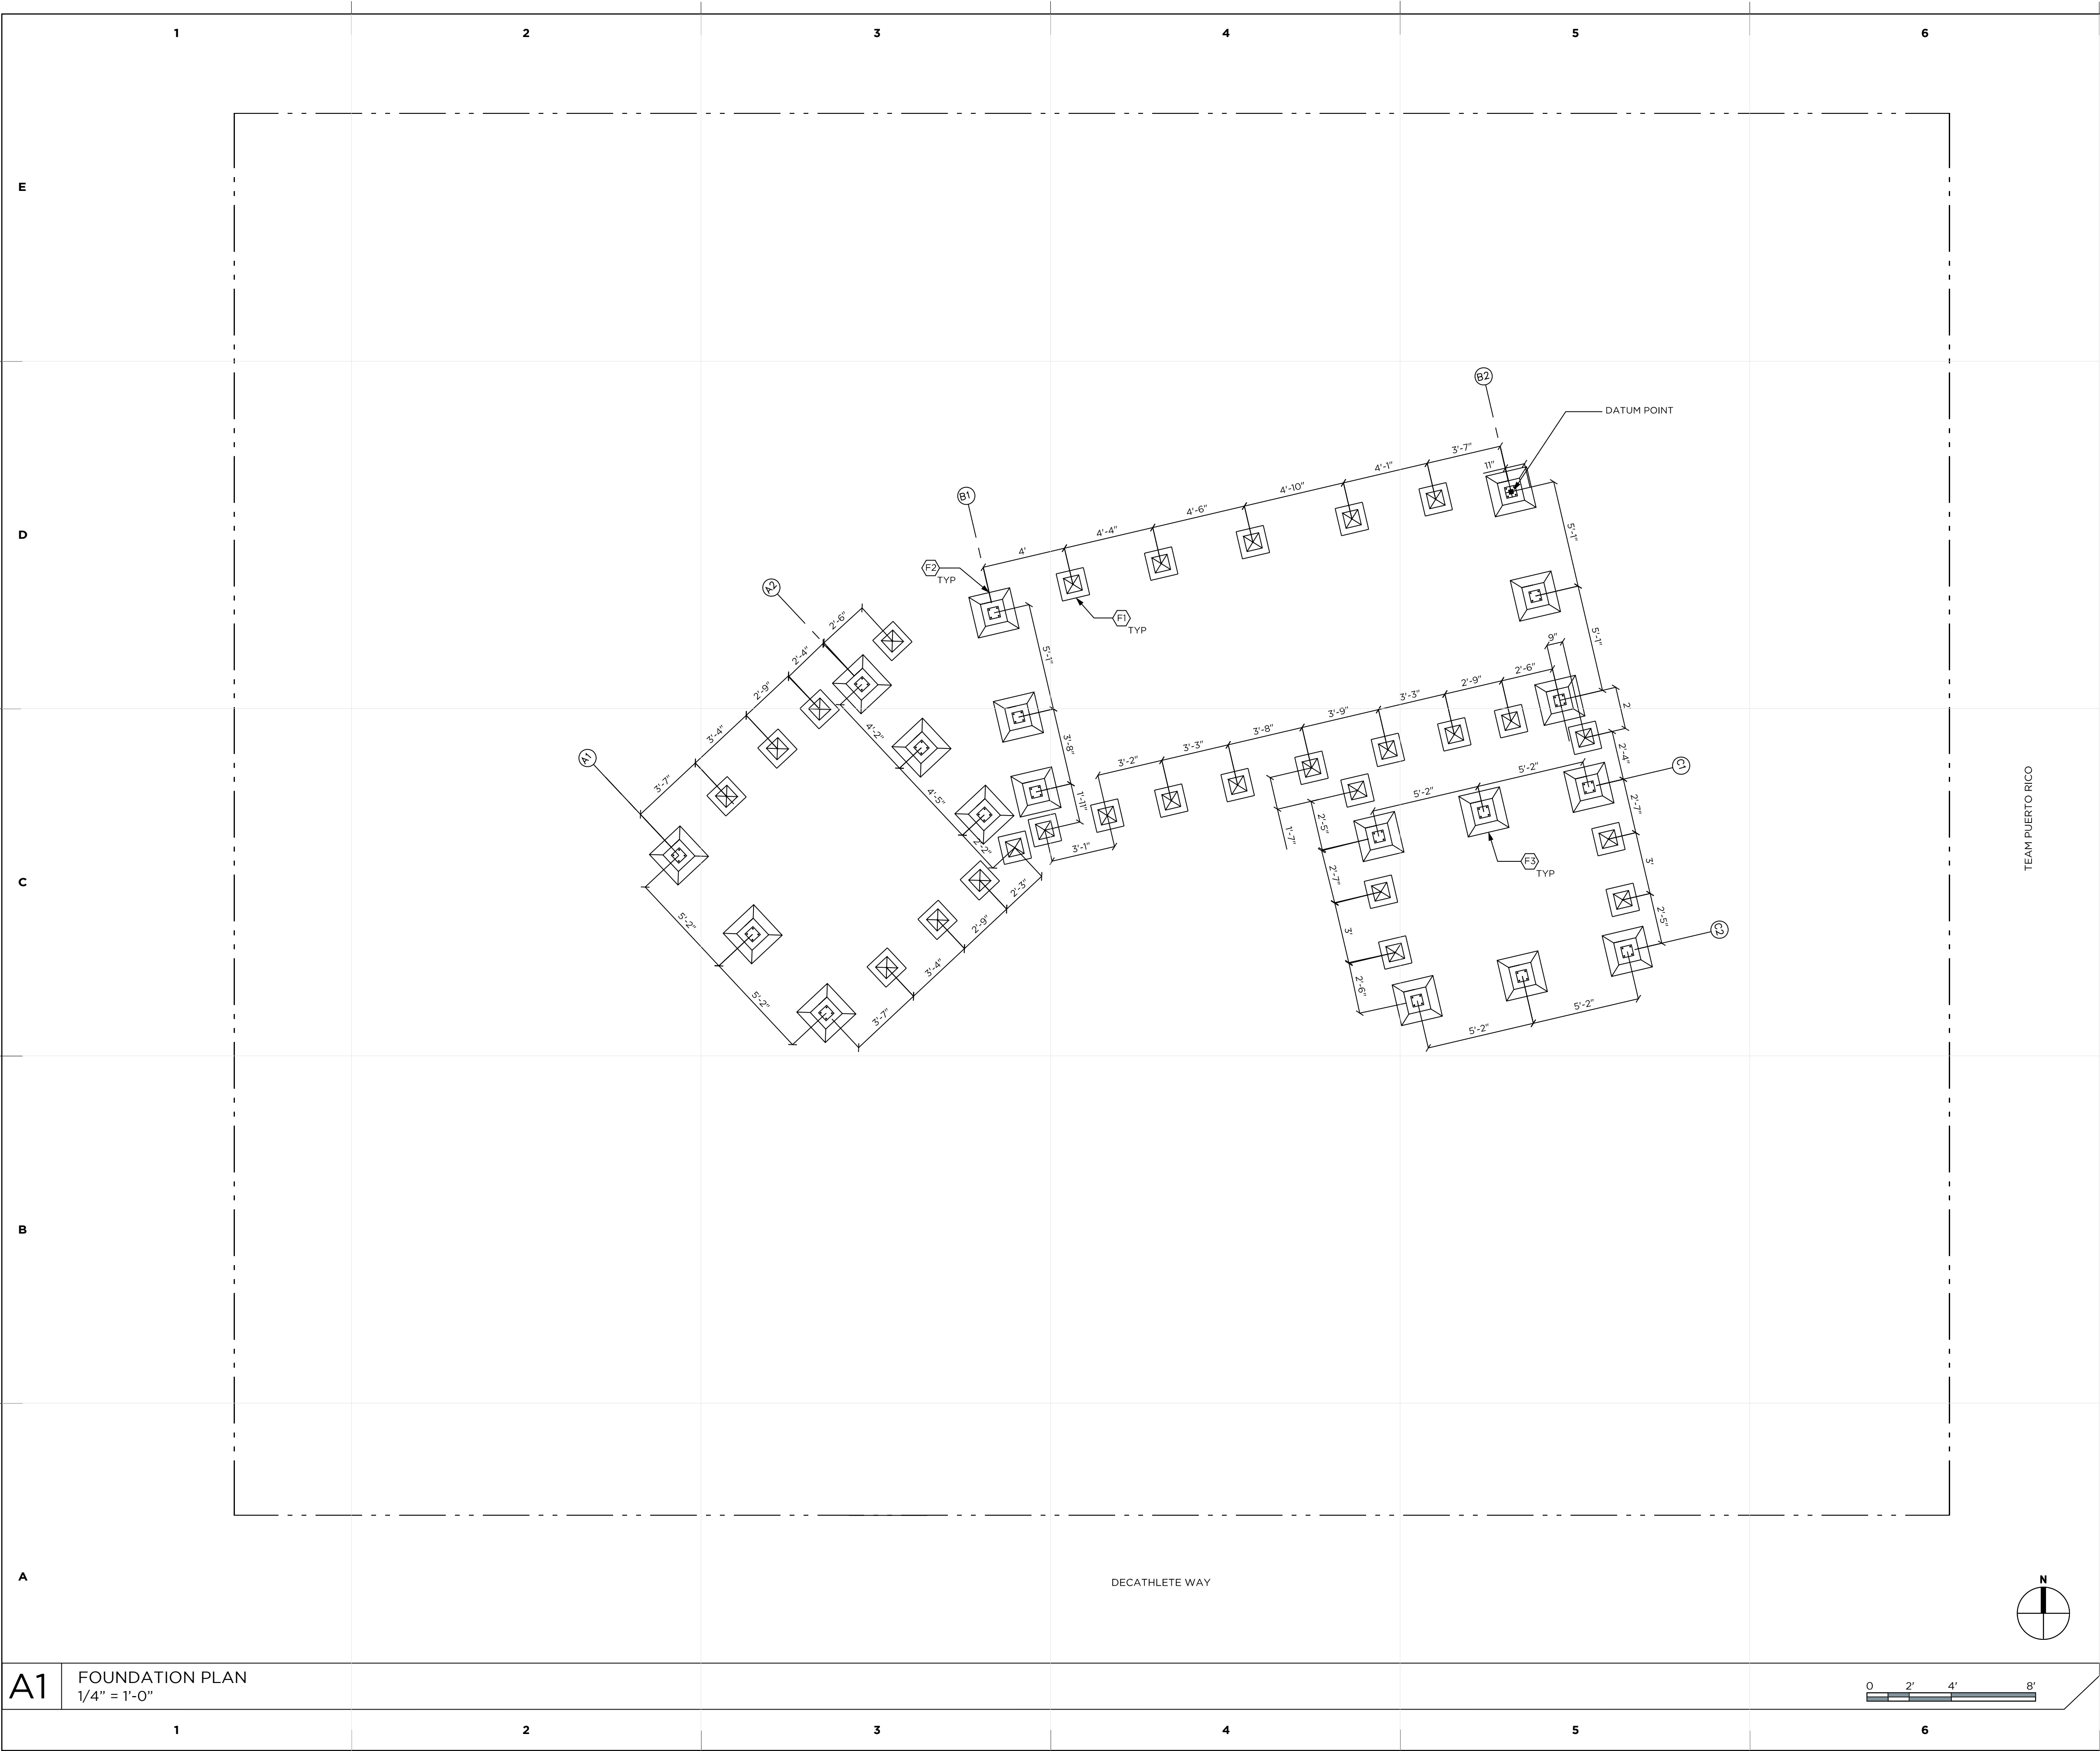 1 2 3 4 5 6
E
B2
DATUM POINT
3'-7"
11"
4'-1"
4'-10"
B1
4'-6"
D
4'-4"
5'-1"
4'
F2
TYP
A2
F1
TYP
2'-6"
5'-1"
9"
2'-4"
5'-1"
2'-6"
2'-9"
2'-9"
3'-3"
2'
3'-9"
3'-8"
4'-2"
3'-4"
3'-8"
3'-3"
2'-4"
A1
3'-2"
C1
5'-2"
3'-7"
5'-2"
4'-5"
1'-11"
2'-7"
2'-5"
1'-7"
TEAM PUERTO RICO
2'-2"
3'-1"
F3
TYP
3'
C
2'-7"
2'-3"
5'-2"
2'-9"
2'-5"
C2
3'
3'-4"
2'-6"
5'-2"
5'-2"
3'-7"
5'-2"
B
A
DECATHLETE WAY
N
A1
FOUNDATION PLAN
1/4” = 1’-0”
0 2' 4' 8'
1 2 3 4 5 6